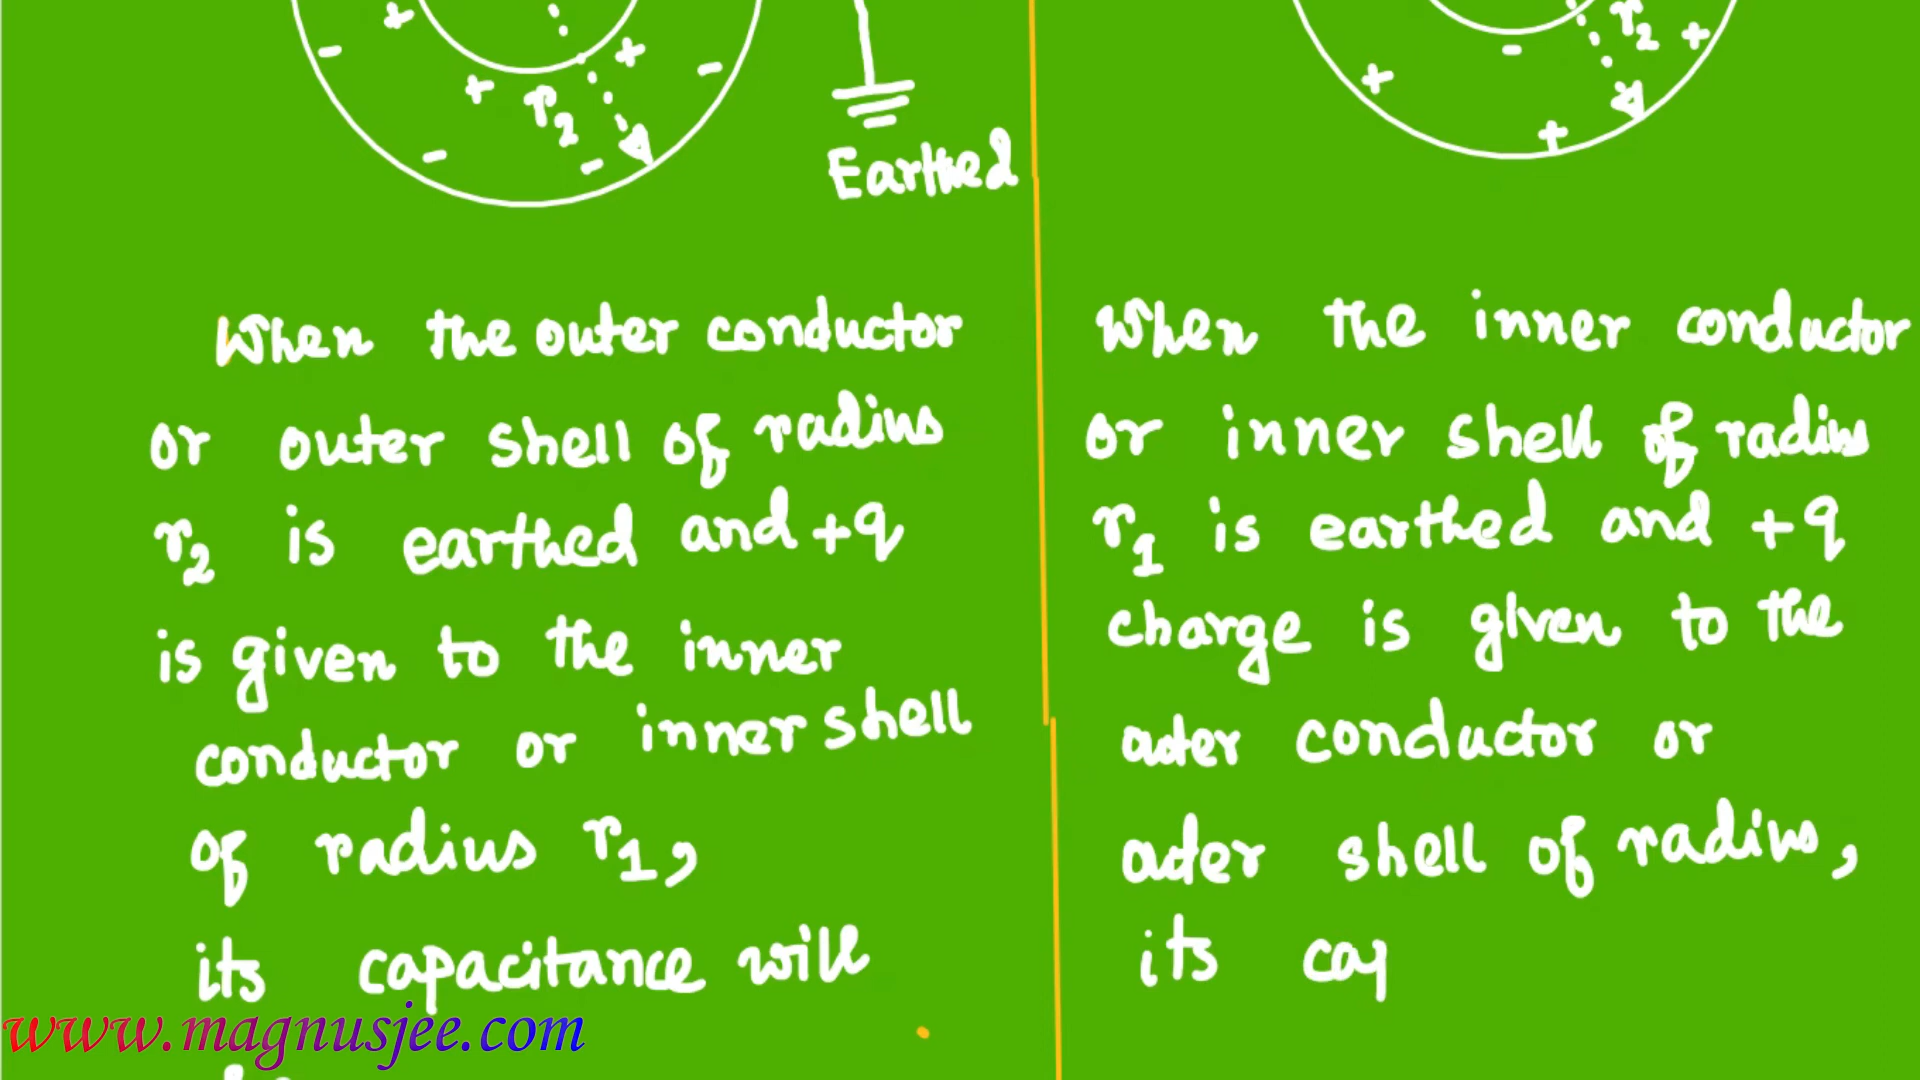 r2
r2
Earthed
When the outer conductor
or outer shell of radius
r2 is earthed and +q
is given to the inner
conductor or inner shell
of radius r1,
its capacitance will
When the inner conductor
or inner shell of radius
r1 is earthed and +q
charge is given to the
outer conductor or
outer shell of radius,
its cap
www.magnusjee.com